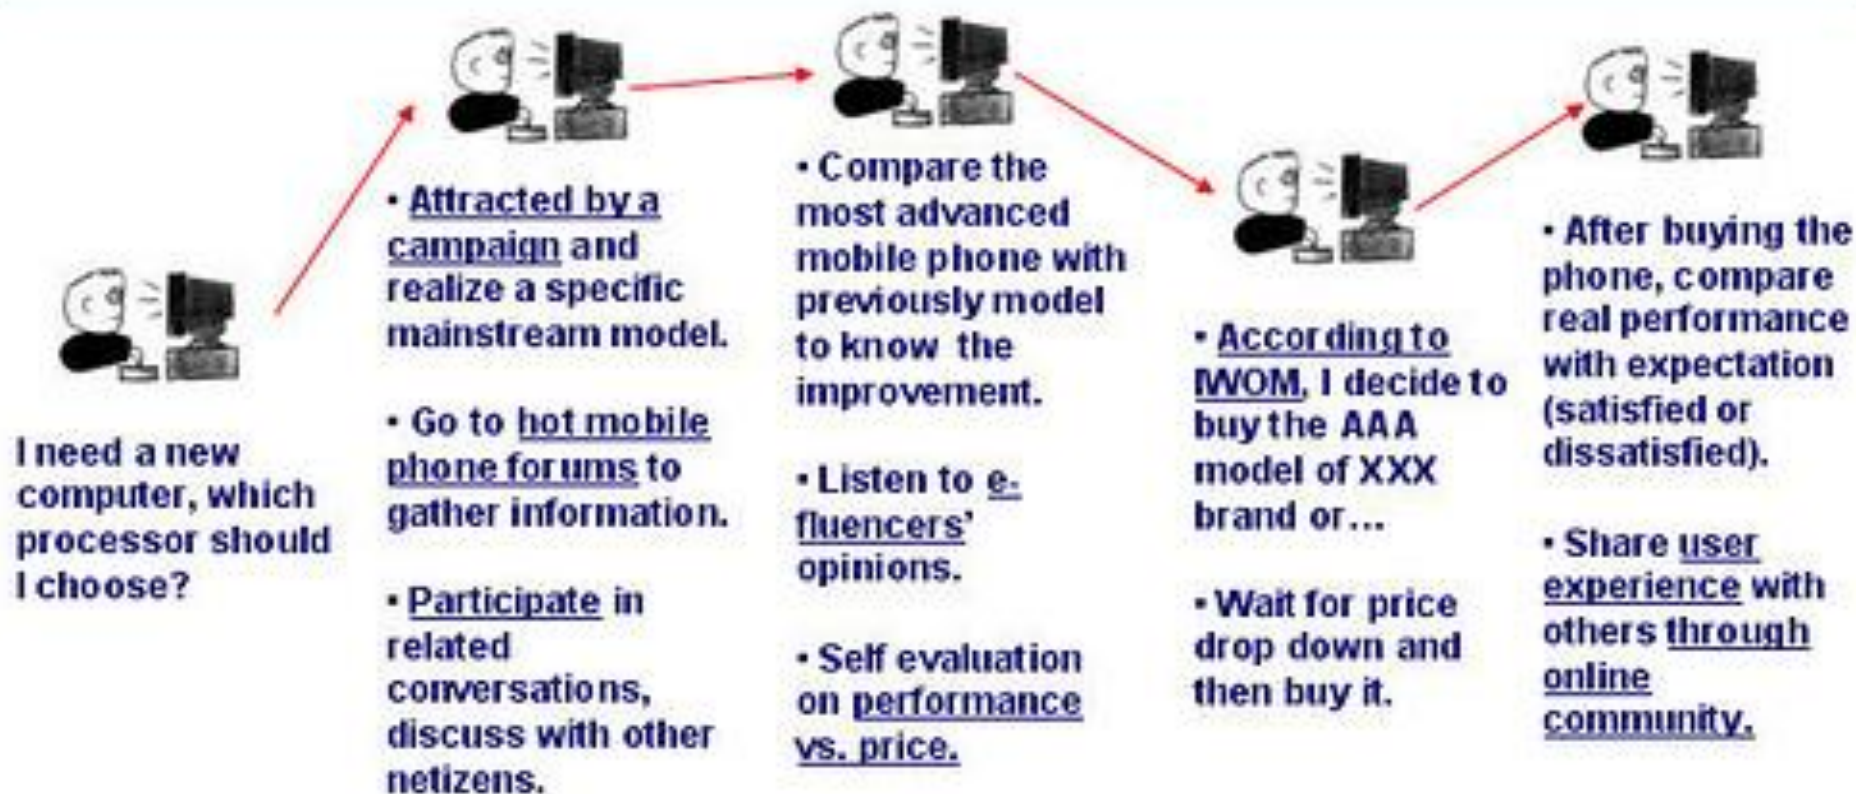 I need a new
computer, which
processor should
I choose?
• Attracted by a
campaign and
realize a specific
mainstream model.
• Go to hot mobile
phone forums to
gather information.
• Participate in
related
conversations,
discuss with other
netizens.
• Compare the
most advanced
mobile phone with
previously model
to know the
improvement.
• Listen to e-
fluencers'
opinions.
• Self evaluation
on performance
vs. price.
• According to
IWOM, I decide to
buy the AAA
model of XXX
brand or...
• Wait for price
drop down and
then buy it.
• After buying the
phone, compare
real performance
with expectation
(satisfied or
dissatisfied).
• Share user
experience with
others through
online
community.